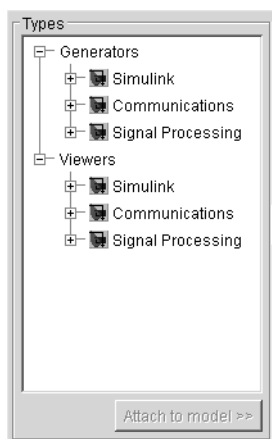 Types
Generators
Simulink
Communications
Signal Processing
Viewers
Simulink
Communications
Signal Processing
Attach to model >>